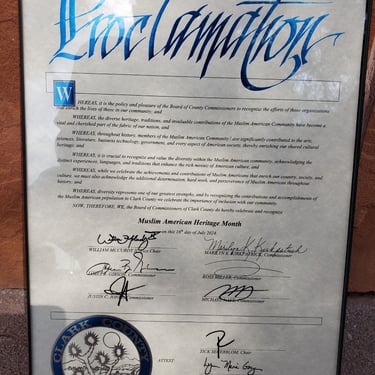 Proclamation
WHEREAS, it is the policy and pleasure of the Board of County Commissioners to recognize the efforts of those organizations
that enrich the lives of those in our community; and
WHEREAS, the diverse heritage, traditions, and invaluable contributions of the Muslim American Community have become a
vital and cherished part of the fabric of our nation, and
WHEREAS, throughout history, members of the Muslim American Community have significantly contributed to the arts,
sciences, literature, business technology, government, and every aspect of American society, thereby enriching our shared cultural
heritage; and
WHEREAS, it is crucial to recognize and value the diversity within the Muslim American community, acknowledging the
distinct experiences, languages, and traditions that enhance the rich mosaic of American culture; and
WHEREAS, while we celebrate the achievements and contributions of Muslim Americans that enrich our country, society, and
culture, we must also acknowledge the additional determination, hard work, and perseverance of Muslim Americans throughout
history; and
WHEREAS, diversity represents one of our greatest strengths, and by recognizing the contributions and accomplishments of
the Muslim American population in Clark County we celebrate the importance of inclusion with our community.
NOW, THEREFORE, WE, the Board of Commissioners of Clark County do hereby celebrate and recognize
Muslim American Heritage Month
on this 16th day of July 2024.
WILLIAM MCCURDY II, Vice Chair
MARILYN K. KIRKPATRICK, Commissioner
JAMES B. GIBSON, Commissioner
ROSS MILLER, Commissioner
JUSTIN C. JONES, Commissioner
MICHAEL NAFT, Commissioner
TICK SEGERBLOM, Chair
ATTEST:
CLARK COUNTY